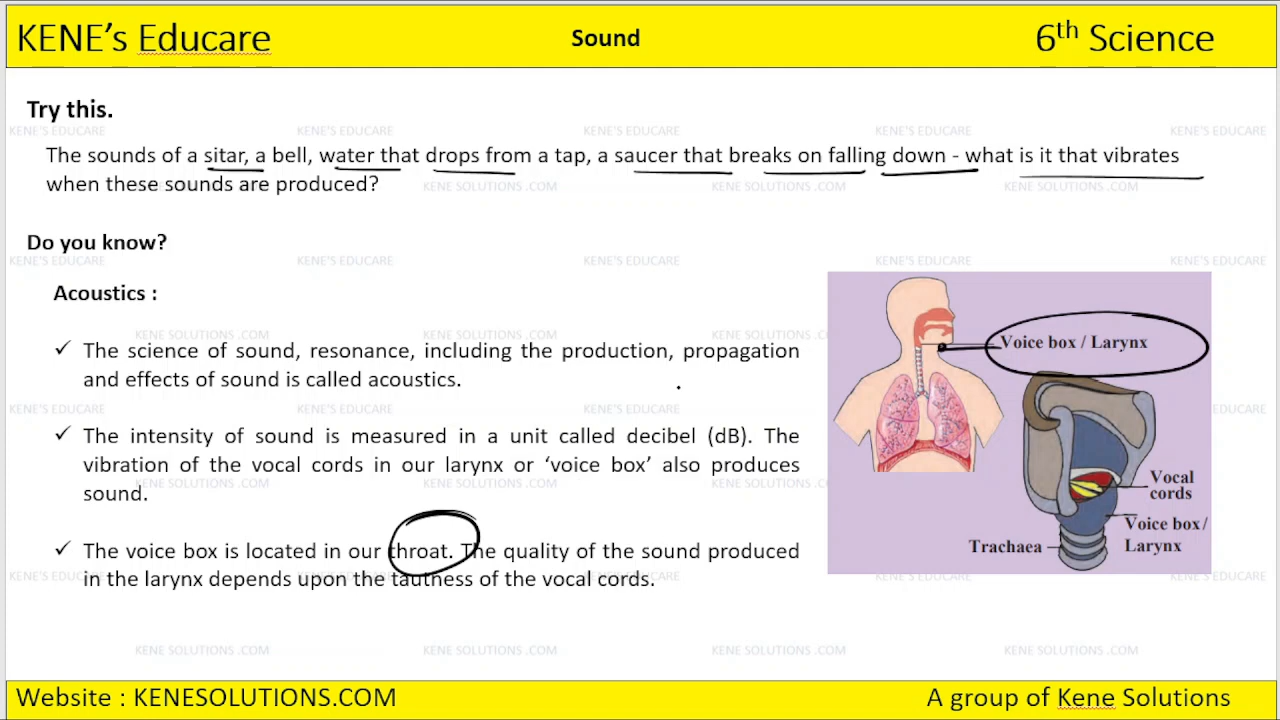 KENE's Educare
Sound
6th Science
Try this.
The sounds of a sitar, a bell, water that drops from a tap, a saucer that breaks on falling down - what is it that vibrates
when these sounds are produced?
Do you know?
Acoustics :
✓ The science of sound, resonance, including the production, propagation
and effects of sound is called acoustics.
✓ The intensity of sound is measured in a unit called decibel (dB). The
vibration of the vocal cords in our larynx or ‘voice box’ also produces
sound.
✓ The voice box is located in our throat. The quality of the sound produced
in the larynx depends upon the tautness of the vocal cords.
Voice box / Larynx
Vocal
cords
Voice box/
Larynx
Trachaea
KENE'S EDUCARE
KENE SOLUTIONS .COM
Website : KENESOLUTIONS.COM
A group of Kene Solutions